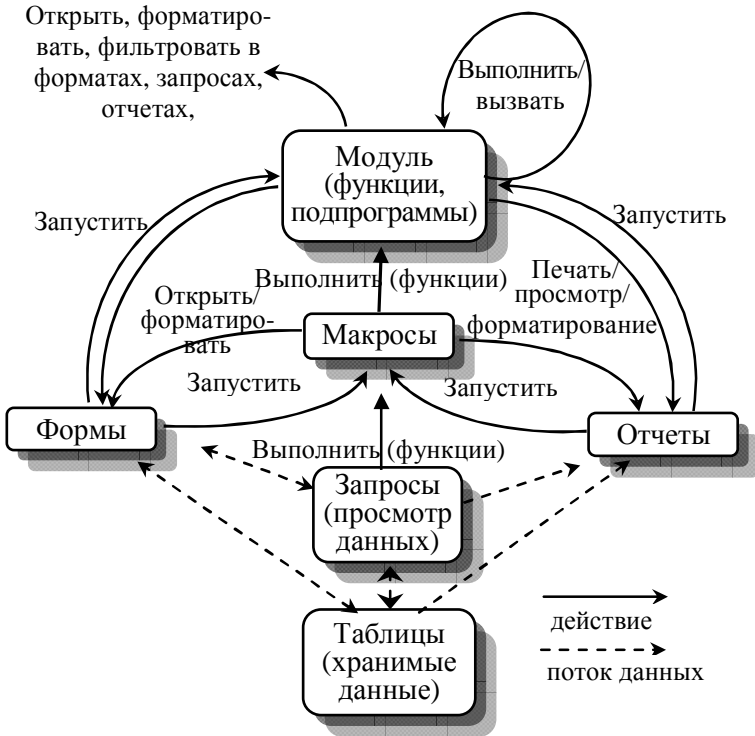 Открыть, форматиро-
вать, фильтровать в
форматах, запросах,
отчетах,
Выполнить/
вызвать
Модуль
(функции,
подпрограммы)
Запустить
Запустить
Выполнить (функции)
Печать/
просмотр/
форматирование
Открыть/
форматиро-
вать
Макросы
Запустить
Запустить
Формы
Отчеты
Выполнить (функции)
Запросы
(просмотр
данных)
Таблицы
(хранимые
данные)
действие
поток данных